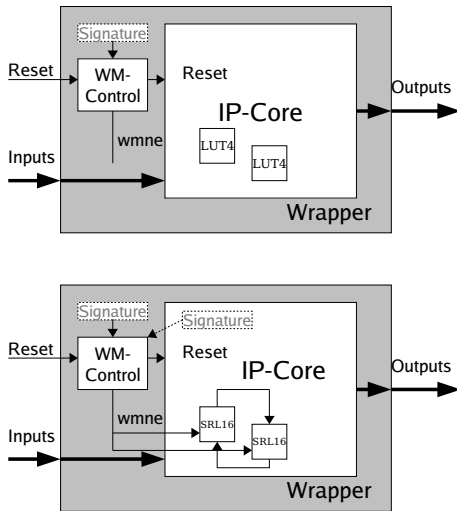 Signature
Reset
WM-
Control
Reset
Outputs
IP-Core
wmne
LUT4
LUT4
Inputs
Wrapper
Signature
Signature
Reset
WM-
Control
Reset
Outputs
IP-Core
wmne
SRL16
SRL16
Inputs
Wrapper